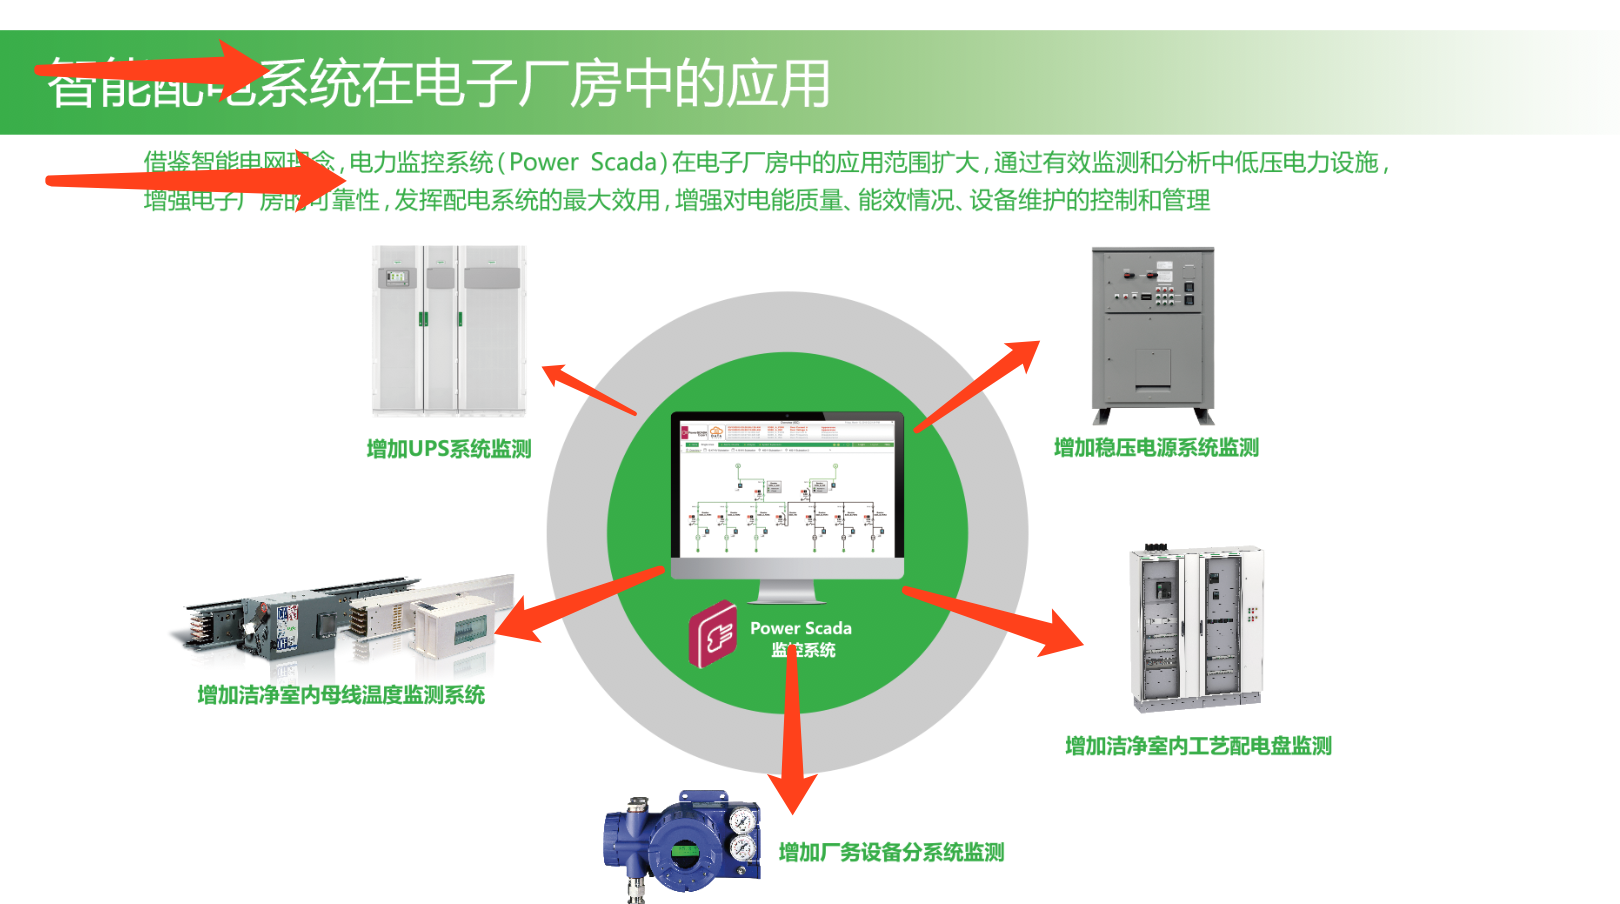 智能配电系统在电子厂房中的应用
借鉴智能电网理念,电力监控系统(Power Scada)在电子厂房中的应用范围扩大,通过有效监测和分析中低压电力设施,
增强电子厂房的可靠性,发挥配电系统的最大效用,增强对电能质量、能效情况、设备维护的控制和管理
增加UPS系统监测
增加稳压电源系统监测
Power Scada
监控系统
增加洁净室内母线温度监测系统
增加洁净室内工艺配电盘监测
增加厂务设备分系统监测